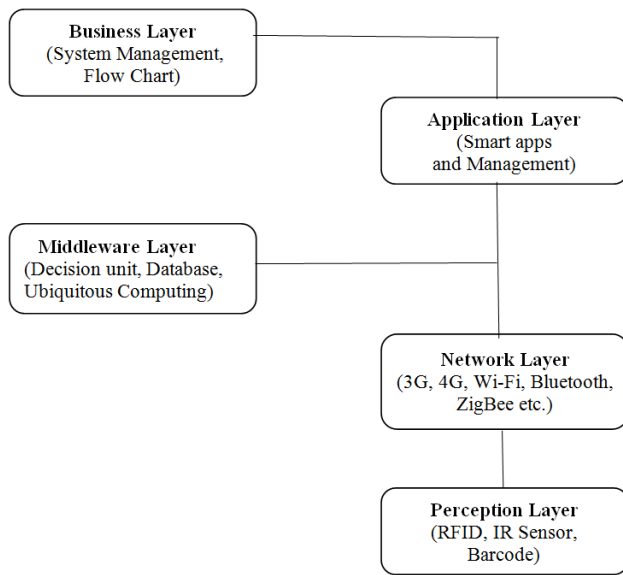 Business Layer
(System Management,
Flow Chart)
Application Layer
(Smart apps
and Management)
Middleware Layer
(Decision unit, Database,
Ubiquitous Computing)
Network Layer
(3G, 4G, Wi-Fi, Bluetooth,
ZigBee etc.)
Perception Layer
(RFID, IR Sensor,
Barcode)